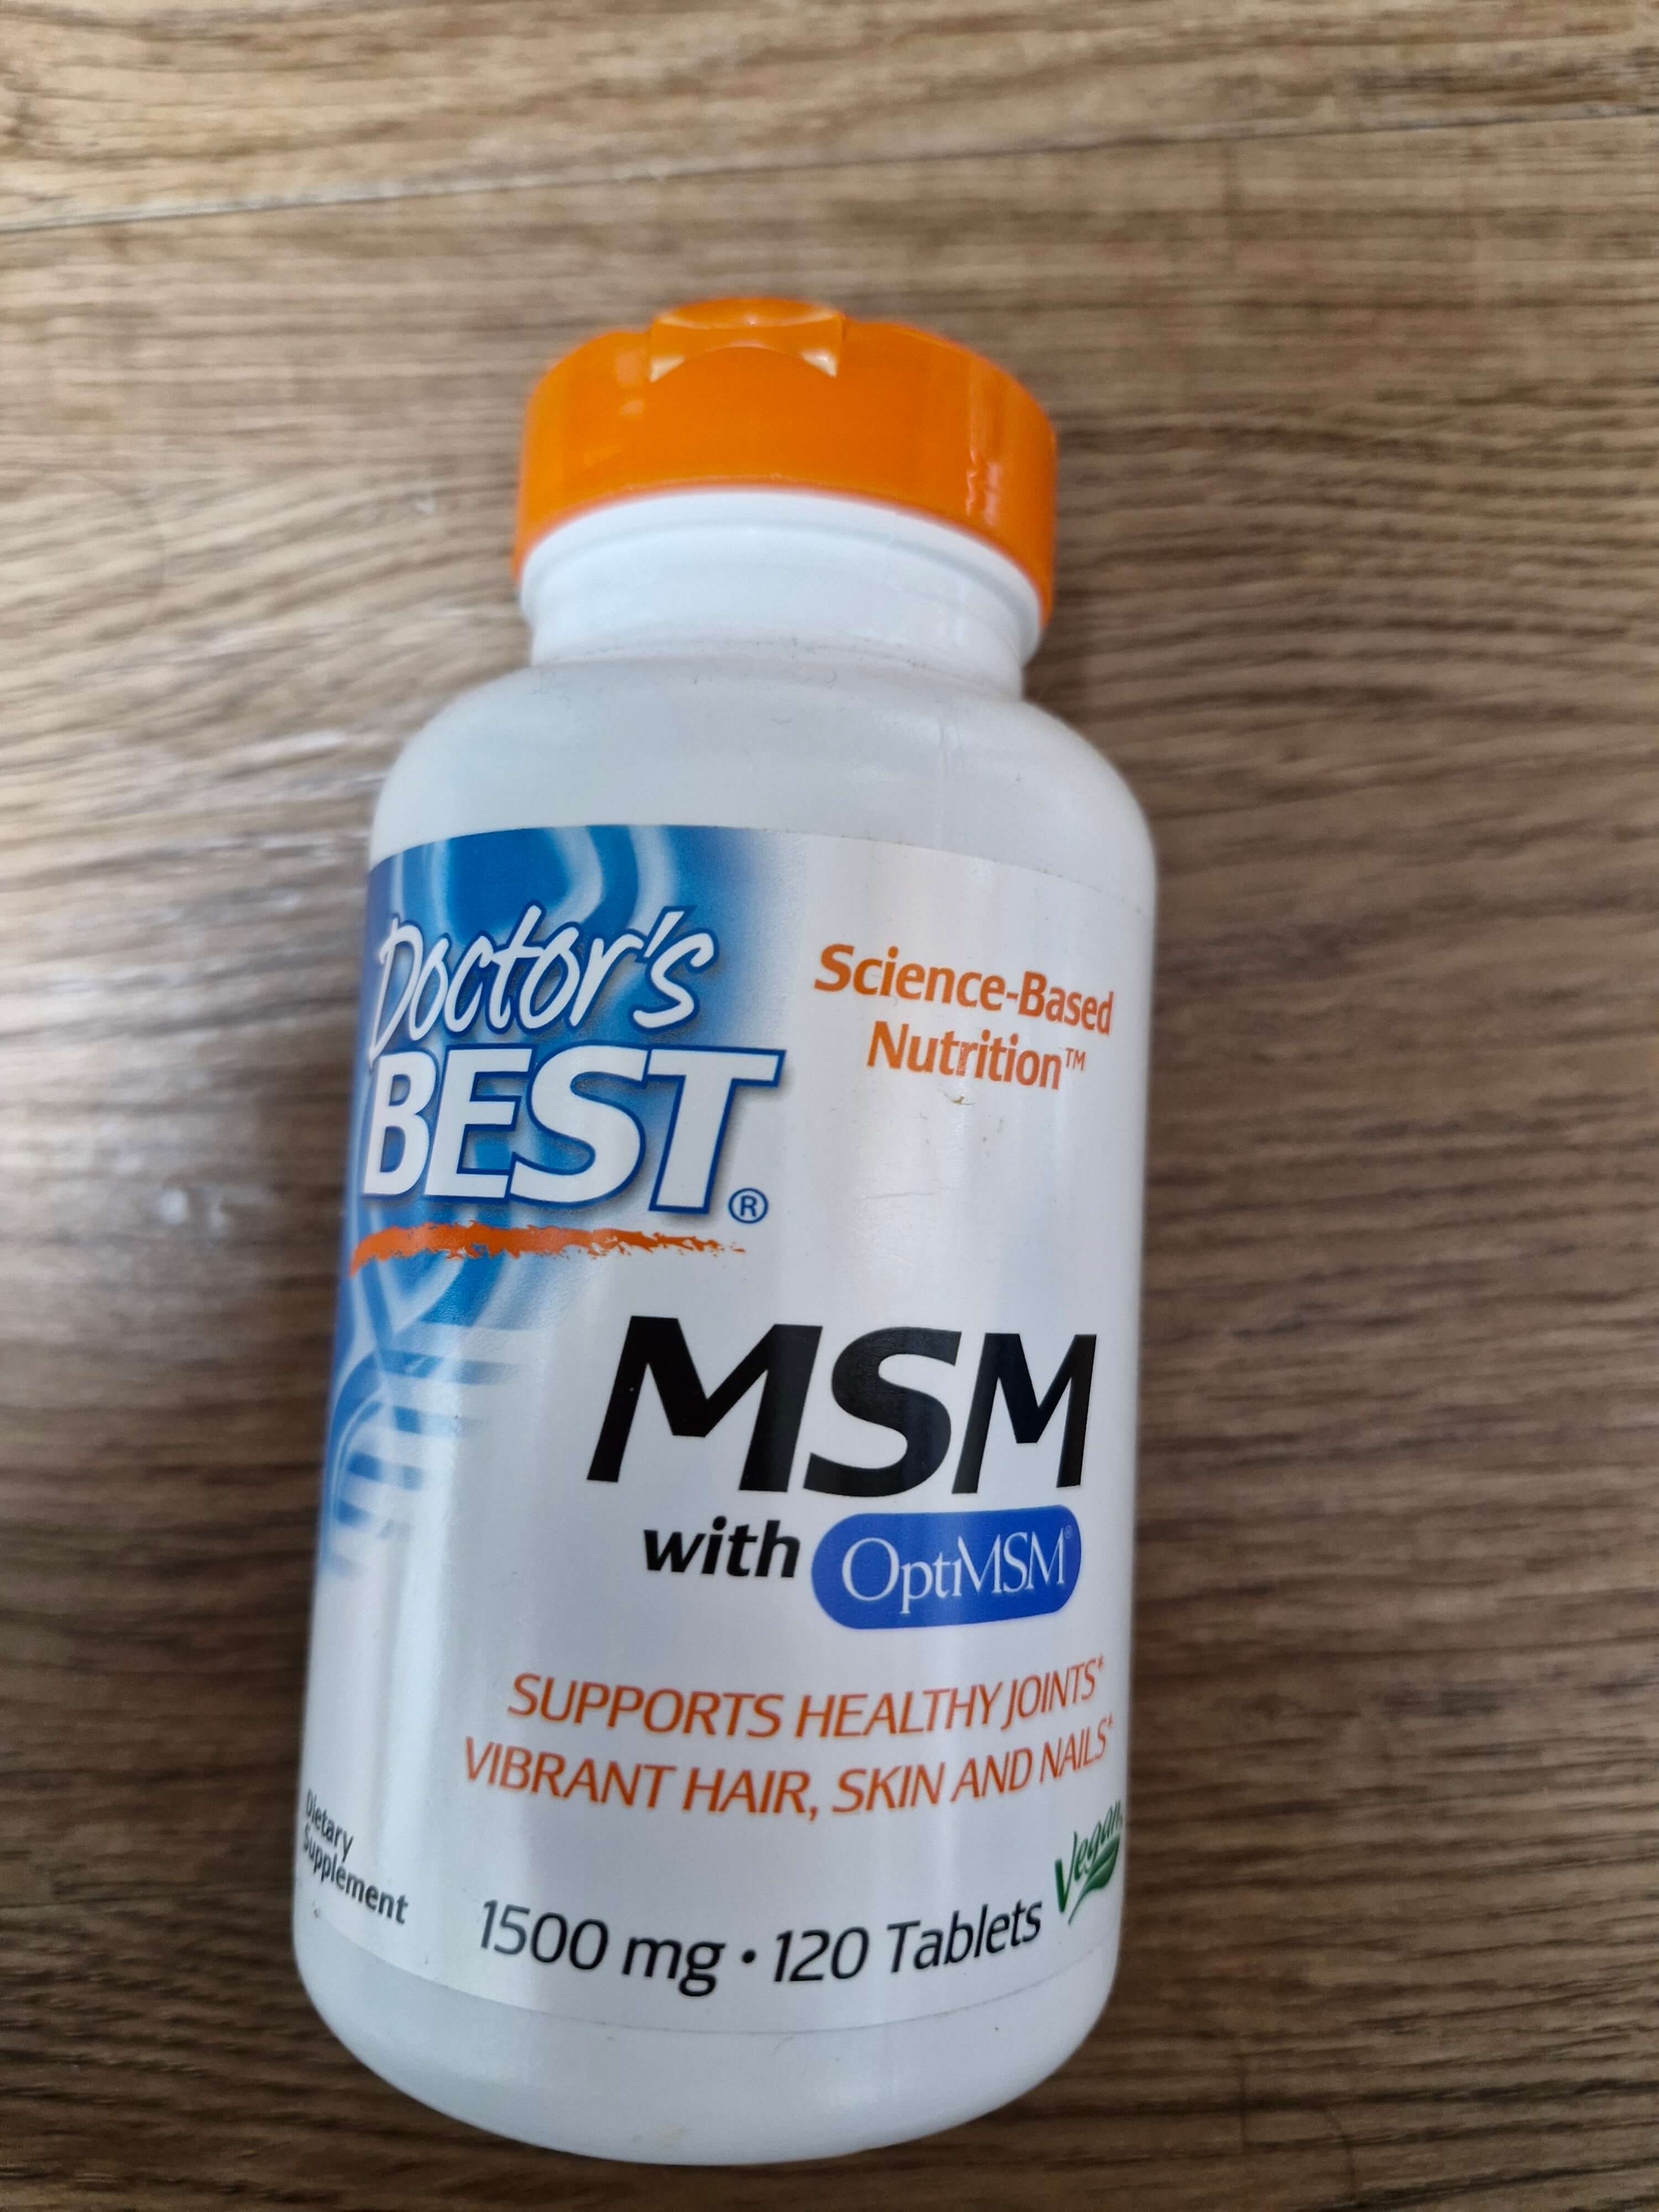 Doctor's
BEST®
Science-Based
Nutrition™
MSM
with OptiMSM®
SUPPORTS HEALTHY JOINTS*
VIBRANT HAIR, SKIN AND NAILS*
Dietary
Supplement
1500 mg • 120 Tablets
Vegan